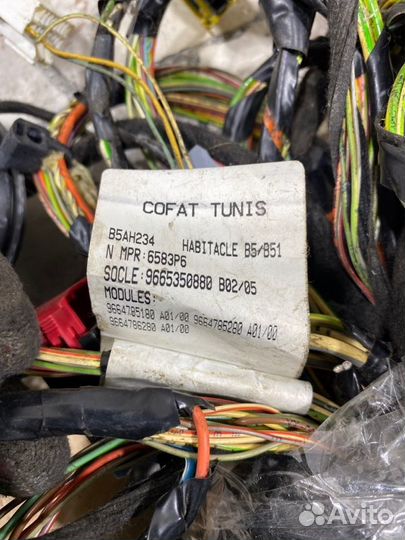 COFAT TUNIS
B5AH234 HABITACLE B5/B51
N MPR:6583P6
SOCLE:9665350880 B02/05
MODULES:
9664785180 A01/00 9664785280 A01/00
9664786280 A01/00
Avito